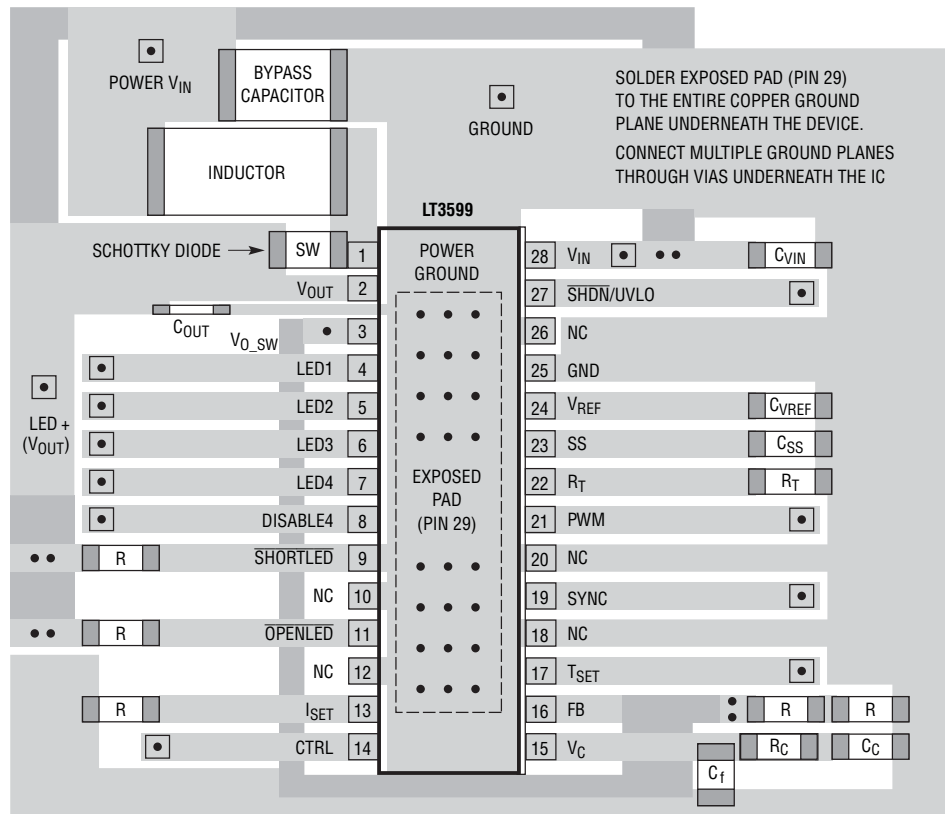 POWER VIN
BYPASS
CAPACITOR
GROUND
SOLDER EXPOSED PAD (PIN 29)
TO THE ENTIRE COPPER GROUND
PLANE UNDERNEATH THE DEVICE.
CONNECT MULTIPLE GROUND PLANES
THROUGH VIAS UNDERNEATH THE IC
INDUCTOR
LT3599
SCHOTTKY DIODE
SW
1
POWER
GROUND
28 VIN
CVIN
VOUT 2
27 SHDN/UVLO
COUT
VO_SW
3
26 NC
LED1 4
25 GND
LED +
(VOUT)
LED2 5
24 VREF
CVREF
LED3 6
23 SS
CSS
LED4 7
22 RT
RT
EXPOSED
PAD
(PIN 29)
DISABLE4 8
21 PWM
R
SHORTLED 9
20 NC
NC 10
19 SYNC
R
OPENLED 11
18 NC
NC 12
17 TSET
R
ISET 13
16 FB
R
R
CTRL 14
15 VC
RC
CC
Cf